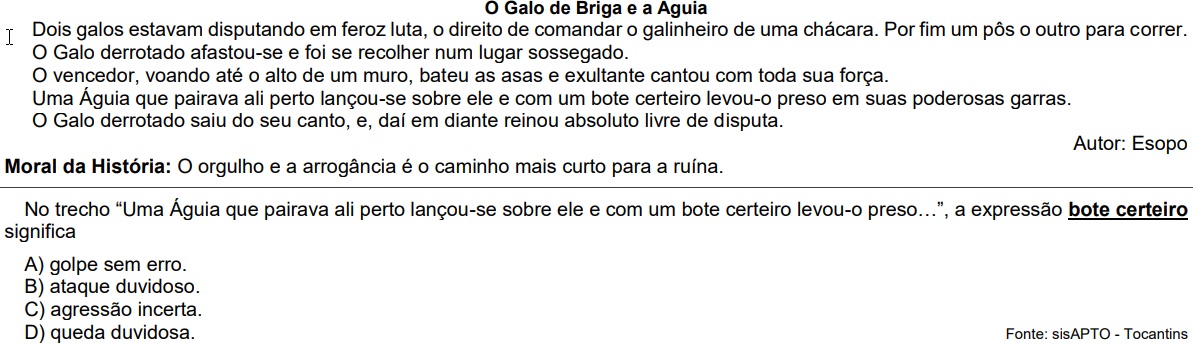 O Galo de Briga e a Águia
Dois galos estavam disputando em feroz luta, o direito de comandar o galinheiro de uma chácara. Por fim um pôs o outro para correr.
O Galo derrotado afastou-se e foi se recolher num lugar sossegado.
O vencedor, voando até o alto de um muro, bateu as asas e exultante cantou com toda sua força.
Uma Águia que pairava ali perto lançou-se sobre ele e com um bote certeiro levou-o preso em suas poderosas garras.
O Galo derrotado saiu do seu canto, e, daí em diante reinou absoluto livre de disputa.
Autor: Esopo
Moral da História: O orgulho e a arrogância é o caminho mais curto para a ruína.
No trecho “Uma Águia que pairava ali perto lançou-se sobre ele e com um bote certeiro levou-o preso…”, a expressão bote certeiro
significa
A) golpe sem erro.
B) ataque duvidoso.
C) agressão incerta.
D) queda duvidosa.
Fonte: sisAPTO - Tocantins